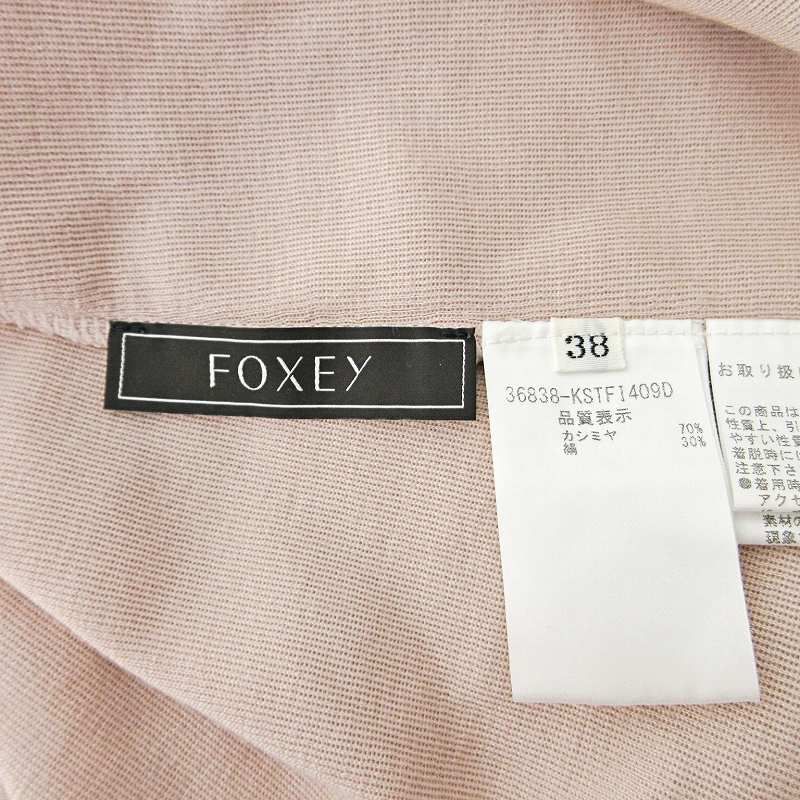 FOXEY
38
36838-KSTFI409D
品質表示
カシミヤ 70%
絹 30%
お取り扱い
この商品は
性質上、引
やすい性質
着脱時には
注意下さ
●着用時
アクセ
素材の
現象